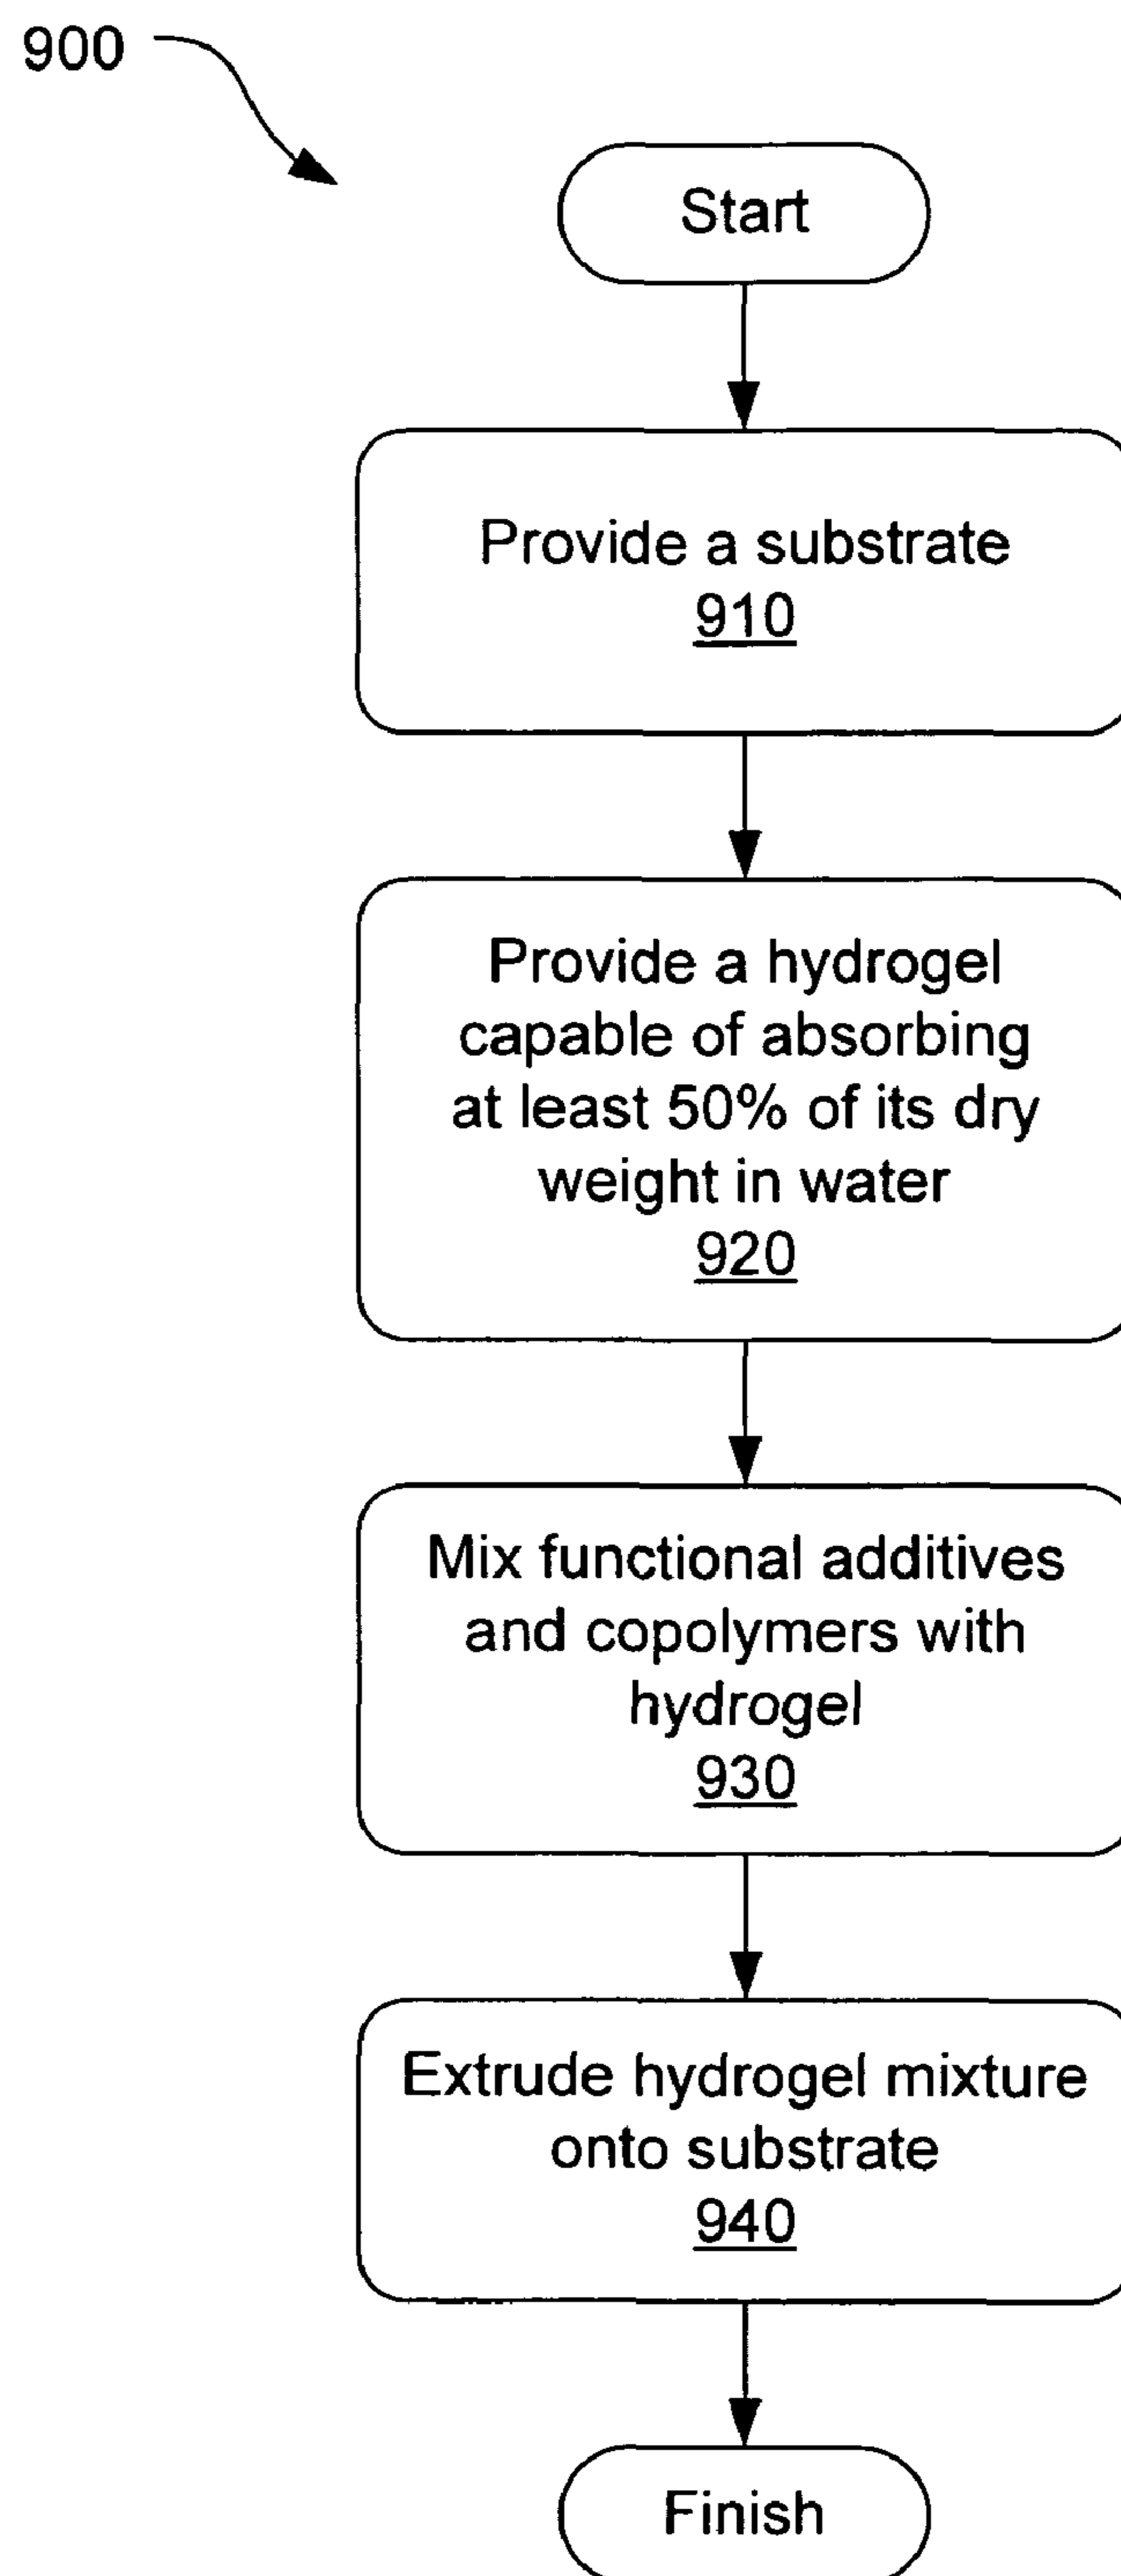 900
Start
Provide a substrate
910
Provide a hydrogel
capable of absorbing
at least 50% of its dry
weight in water
920
Mix functional additives
and copolymers with
hydrogel
930
Extrude hydrogel mixture
onto substrate
940
Finish